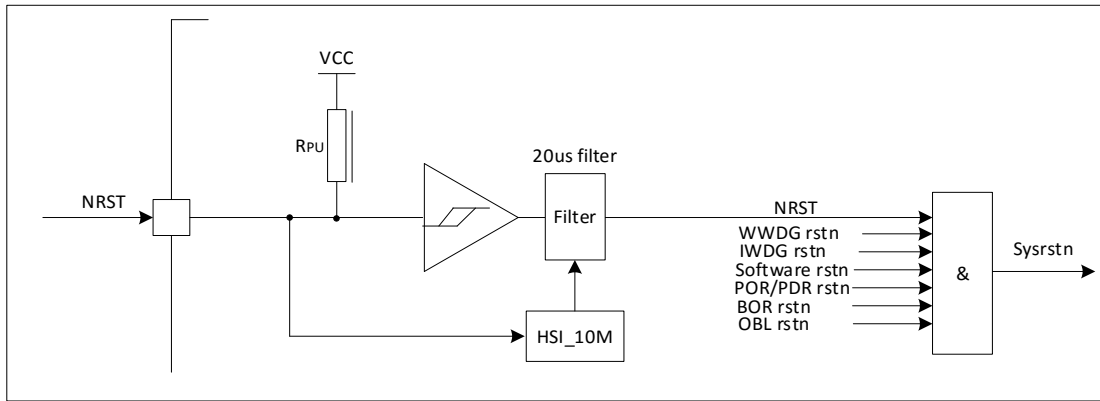 VCC
RPU
20us filter
NRST
Filter
NRST
WWDG rstn
IWDG rstn
Software rstn
POR/PDR rstn
BOR rstn
OBL rstn
&
Sysrstn
HSI_10M